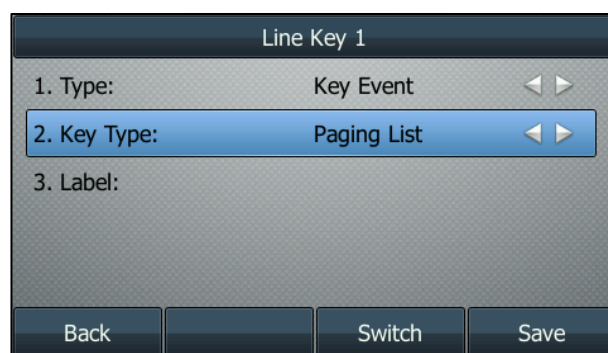 Line Key 1
1. Type: Key Event
2. Key Type: Paging List
3. Label:
Back Switch Save